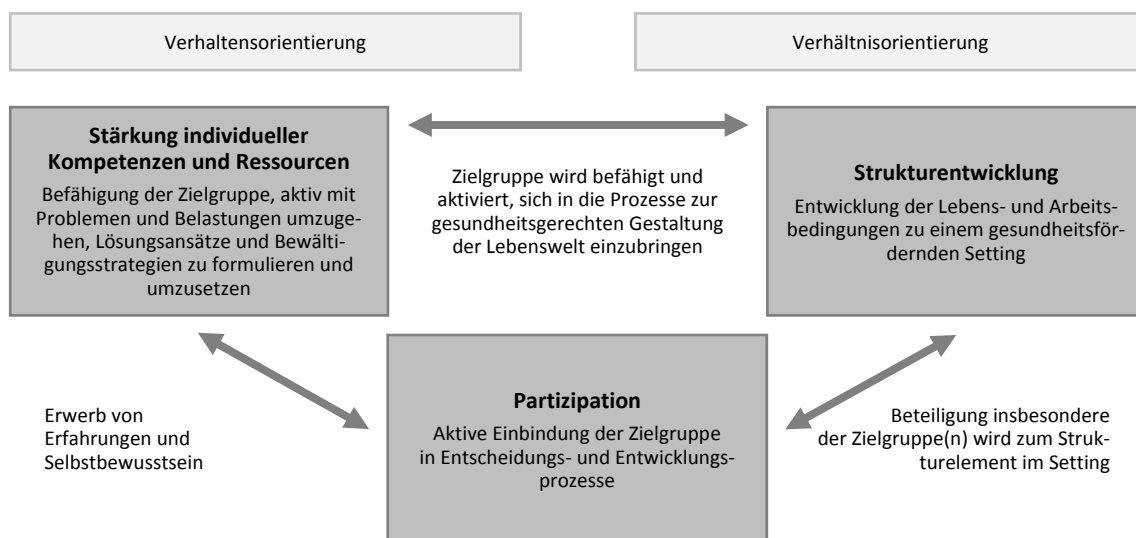 Verhaltensorientierung
Verhältnisorientierung
Stärkung individueller
Kompetenzen und Ressourcen
Befähigung der Zielgruppe, aktiv mit
Problemen und Belastungen umzuge-
hen, Lösungsansätze und Bewälti-
gungsstrategien zu formulieren und
umzusetzen
Zielgruppe wird befähigt und
aktiviert, sich in die Prozesse zur
gesundheitsgerechten Gestaltung
der Lebenswelt einzubringen
Strukturentwicklung
Entwicklung der Lebens- und Arbeits-
bedingungen zu einem gesundheitsför-
dernden Setting
Erwerb von
Erfahrungen und
Selbstbewusstsein
Partizipation
Aktive Einbindung der Zielgruppe
in Entscheidungs- und Entwicklungs-
prozesse
Beteiligung insbesondere
der Zielgruppe(n) wird zum Struk-
turelement im Setting